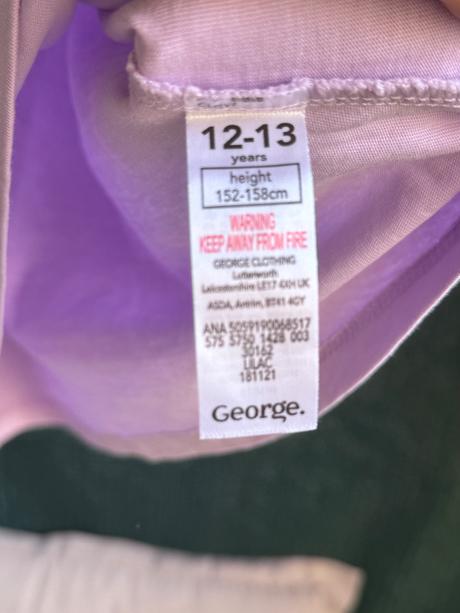 12-13
years
height
152-158cm
WARNING
KEEP AWAY FROM FIRE
GEORGE CLOTHING
Lutterworth
Leicestershire LE17 4XH UK
ASDA, Antrim, BT41 4GY
ANA 5059190068517
575 5750 1428 003
30162
LILAC
181121
George.